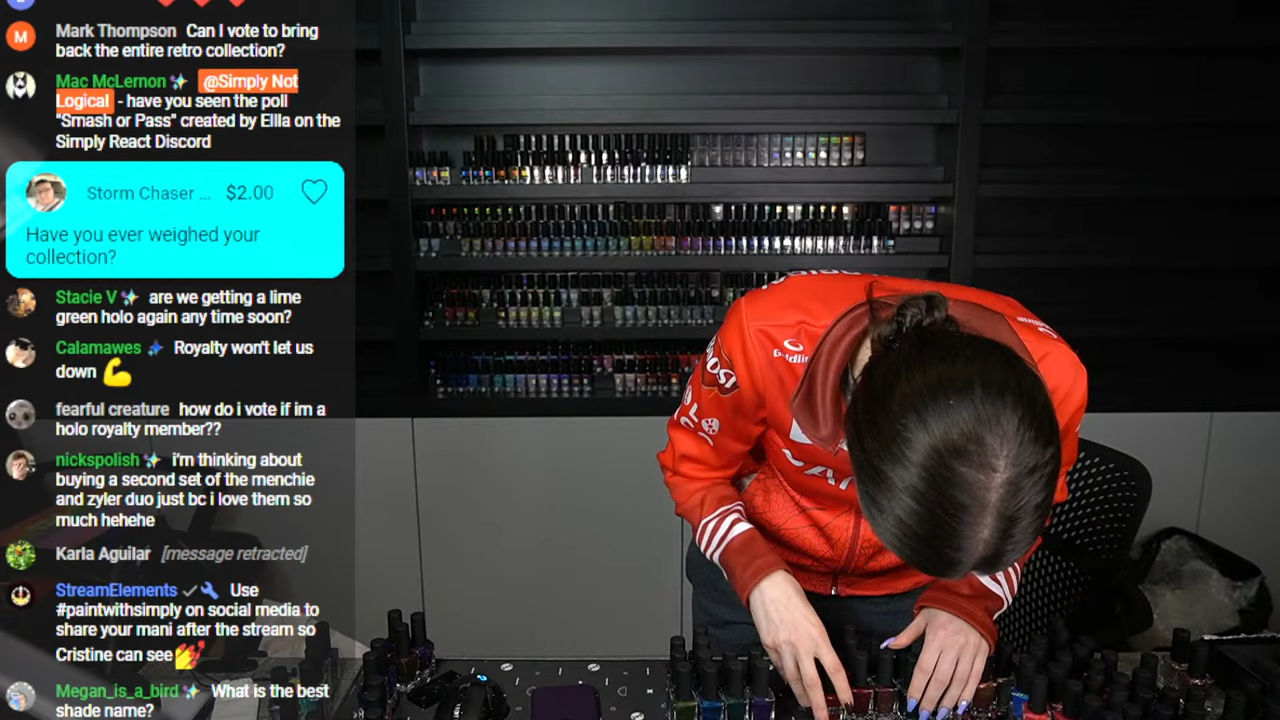 Mark Thompson Can I vote to bring
back the entire retro collection?
Mac McLernon @Simply Not
Logical - have you seen the poll
"Smash or Pass" created by Ellla on the
Simply React Discord
Storm Chaser ... $2.00
Have you ever weighed your
collection?
Stacie V are we getting a lime
green holo again any time soon?
Calamawes Royalty won't let us
down
fearful creature how do i vote if im a
holo royalty member??
nickspolish i'm thinking about
buying a second set of the menchie
and zyler duo just bc i love them so
much hehehe
Karla Aguilar [message retracted]
StreamElements Use
#paintwithsimply on social media to
share your mani after the stream so
Cristine can see
Megan_is_a_bird What is the best
shade name?
M